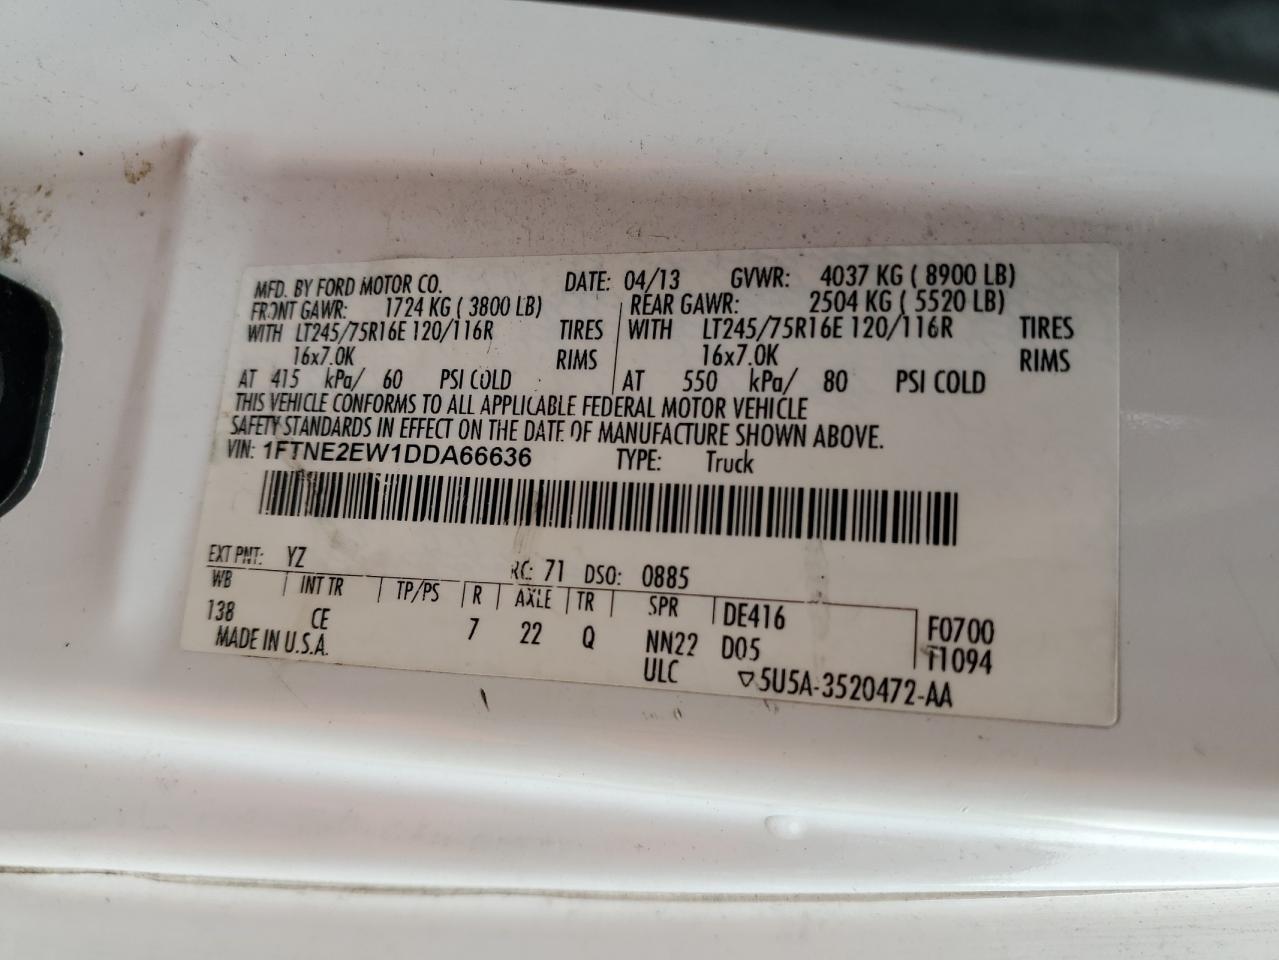 MFD. BY FORD MOTOR CO. DATE: 04/13 GVWR: 4037 KG ( 8900 LB)
FRONT GAWR: 1724 KG ( 3800 LB) REAR GAWR: 2504 KG ( 5520 LB)
WITH LT245/75R16E 120/116R TIRES WITH LT245/75R16E 120/116R TIRES
16x7.0K RIMS 16x7.0K RIMS
AT 415 kPa/ 60 PSI COLD AT 550 kPa/ 80 PSI COLD
THIS VEHICLE CONFORMS TO ALL APPLICABLE FEDERAL MOTOR VEHICLE
SAFETY STANDARDS IN EFFECT ON THE DATE OF MANUFACTURE SHOWN ABOVE.
VIN: 1FTNE2EW1DDA66636 TYPE: Truck
EXT PNT: YZ RC: 71 DSO: 0885
WB INT TR TP/PS R AXLE TR SPR DE416 F0700
138 CE 7 22 Q NN22 D05 T1094
MADE IN U.S.A. ULC ▽5U5A-3520472-AA